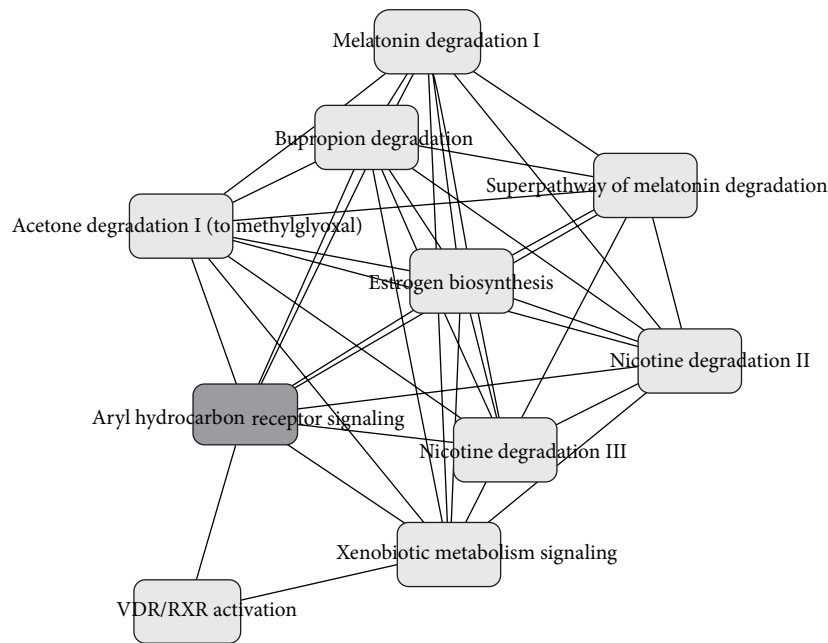 Melatonin degradation I
Bupropion degradation
Superpathway of melatonin degradation
Acetone degradation I (to methylglyoxal)
Estrogen biosynthesis
Nicotine degradation II
Aryl hydrocarbon receptor signaling
Nicotine degradation III
Xenobiotic metabolism signaling
VDR/RXR activation